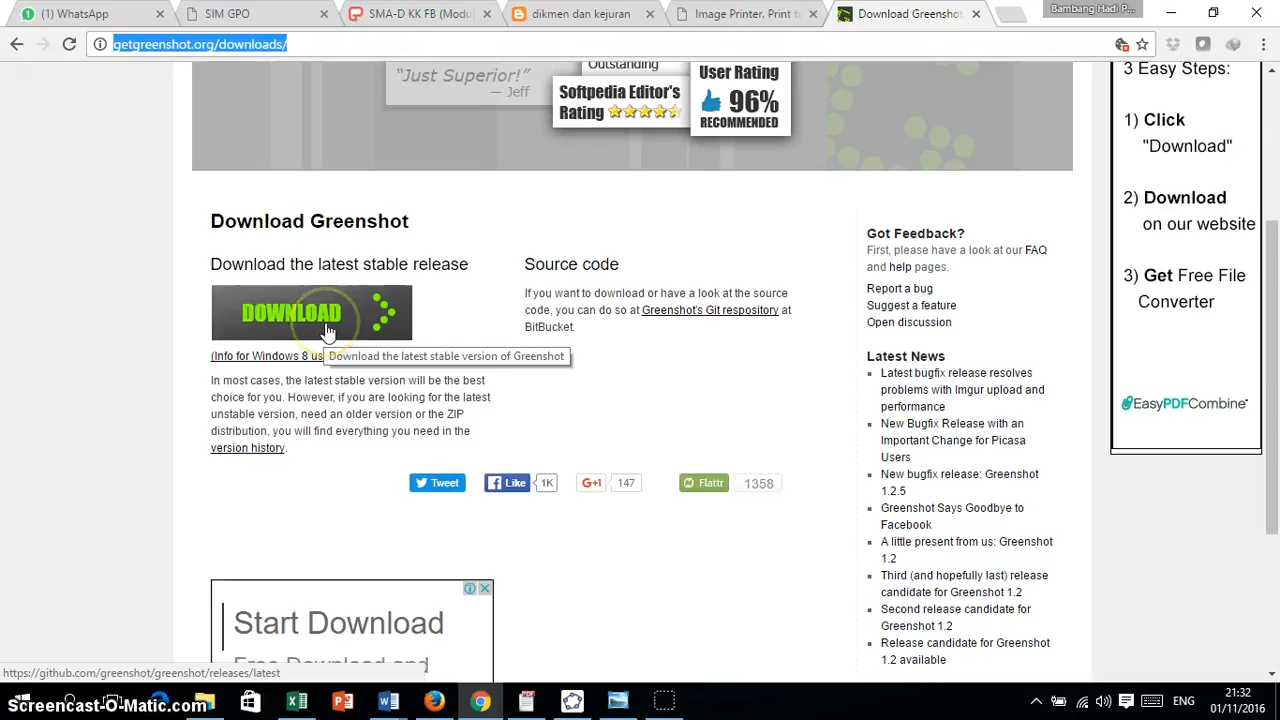 (1) WhatsApp
SIM GPO
SMA-D KK FB (Modu
dikmen dan kejuran
Image Printer. Print t
Download Greenshot
Bambang Hadi P...
getgreenshot.org/downloads/
"Just Superior!"
— Jeff
Outstanding
Softpedia Editor's
Rating
User Rating
96%
RECOMMENDED
3 Easy Steps:
1) Click
"Download"
2) Download
on our website
3) Get Free File
Converter
EasyPDFCombine
Download Greenshot
Download the latest stable release
DOWNLOAD
(Info for Windows 8 us
Download the latest stable version of Greenshot
In most cases, the latest stable version will be the best
choice for you. However, if you are looking for the latest
unstable version, need an older version or the ZIP
distribution, you will find everything you need in the
version history.
Source code
If you want to download or have a look at the source
code, you can do so at Greenshot's Git respository at
BitBucket.
Tweet
Like
1K
G+1
147
Flattr
1358
Got Feedback?
First, please have a look at our FAQ
and help pages.
Report a bug
Suggest a feature
Open discussion
Latest News
Latest bugfix release resolves
problems with Imgur upload and
performance
New Bugfix Release with an
Important Change for Picasa
Users
New bugfix release: Greenshot
1.2.5
Greenshot Says Goodbye to
Facebook
A little present from us: Greenshot
1.2
Third (and hopefully last) release
candidate for Greenshot 1.2
Second release candidate for
Greenshot 1.2
Release candidate for Greenshot
1.2 available
Start Download
Free Download and
https://github.com/greenshot/greenshot/releases/latest
Screencast-O-Matic.com
ENG
21:32
01/11/2016